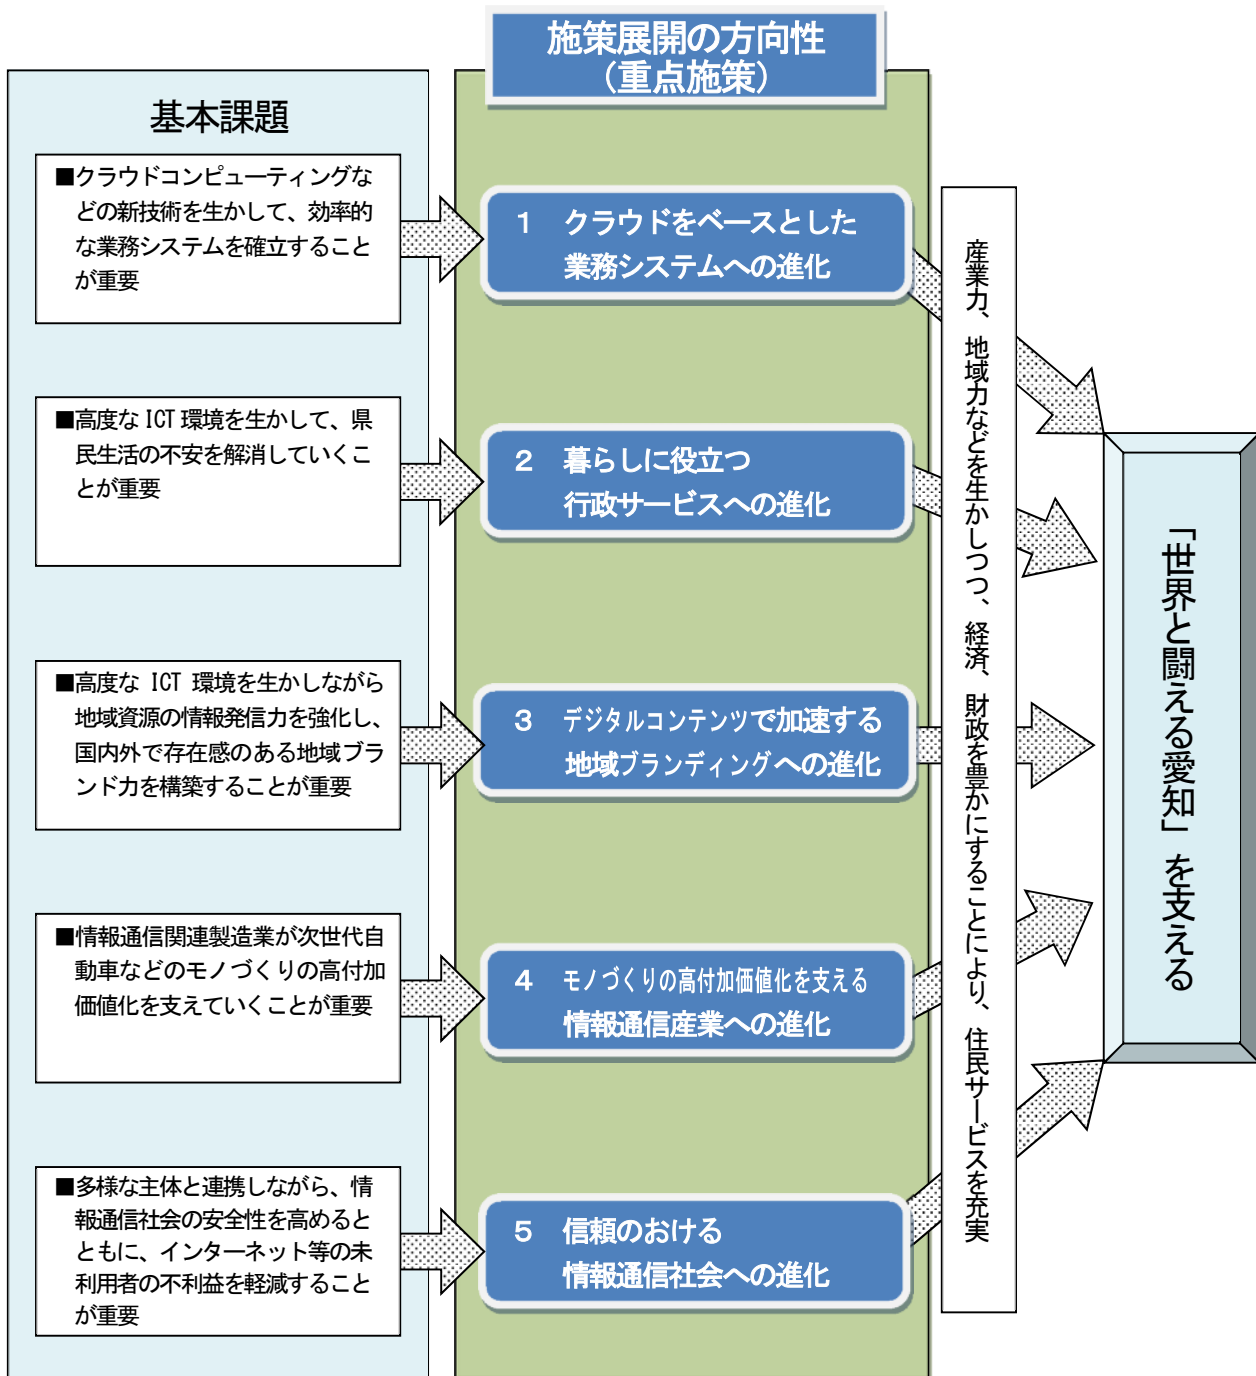 施策展開の方向性
（重点施策）
基本課題
■クラウドコンピューティングな
どの新技術を生かして、効率的
な業務システムを確立すること
が重要
1 クラウドをベースとした
業務システムへの進化
■高度な ICT 環境を生かして、県
民生活の不安を解消していくこ
とが重要
2 暮らしに役立つ
行政サービスへの進化
■高度な ICT 環境を生かしながら
地域資源の情報発信力を強化し、
国内外で存在感のある地域ブラ
ンド力を構築することが重要
3 デジタルコンテンツで加速する
地域ブランディングへの進化
■情報通信関連製造業が次世代自
動車などのモノづくりの高付加
価値化を支えていくことが重要
4 モノづくりの高付加価値化を支える
情報通信産業への進化
■多様な主体と連携しながら、情
報通信社会の安全性を高めると
ともに、インターネット等の未
利用者の不利益を軽減すること
が重要
5 信頼のおける
情報通信社会への進化
産業力、地域力などを生かしつつ、経済、財政を豊かにすることにより、住民サービスを充実
「世界と闘える愛知」を支える